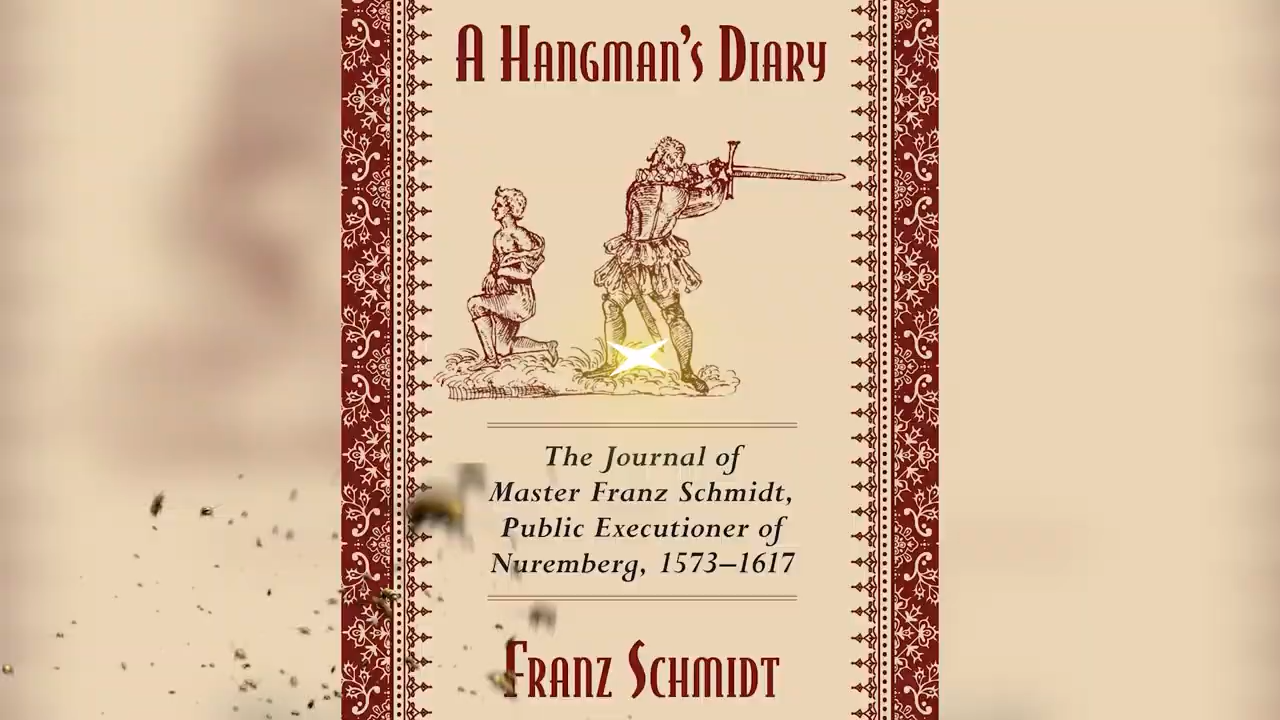 A Hangman's Diary
The Journal of
Master Franz Schmidt,
Public Executioner of
Nuremberg, 1573–1617
Franz Schmidt